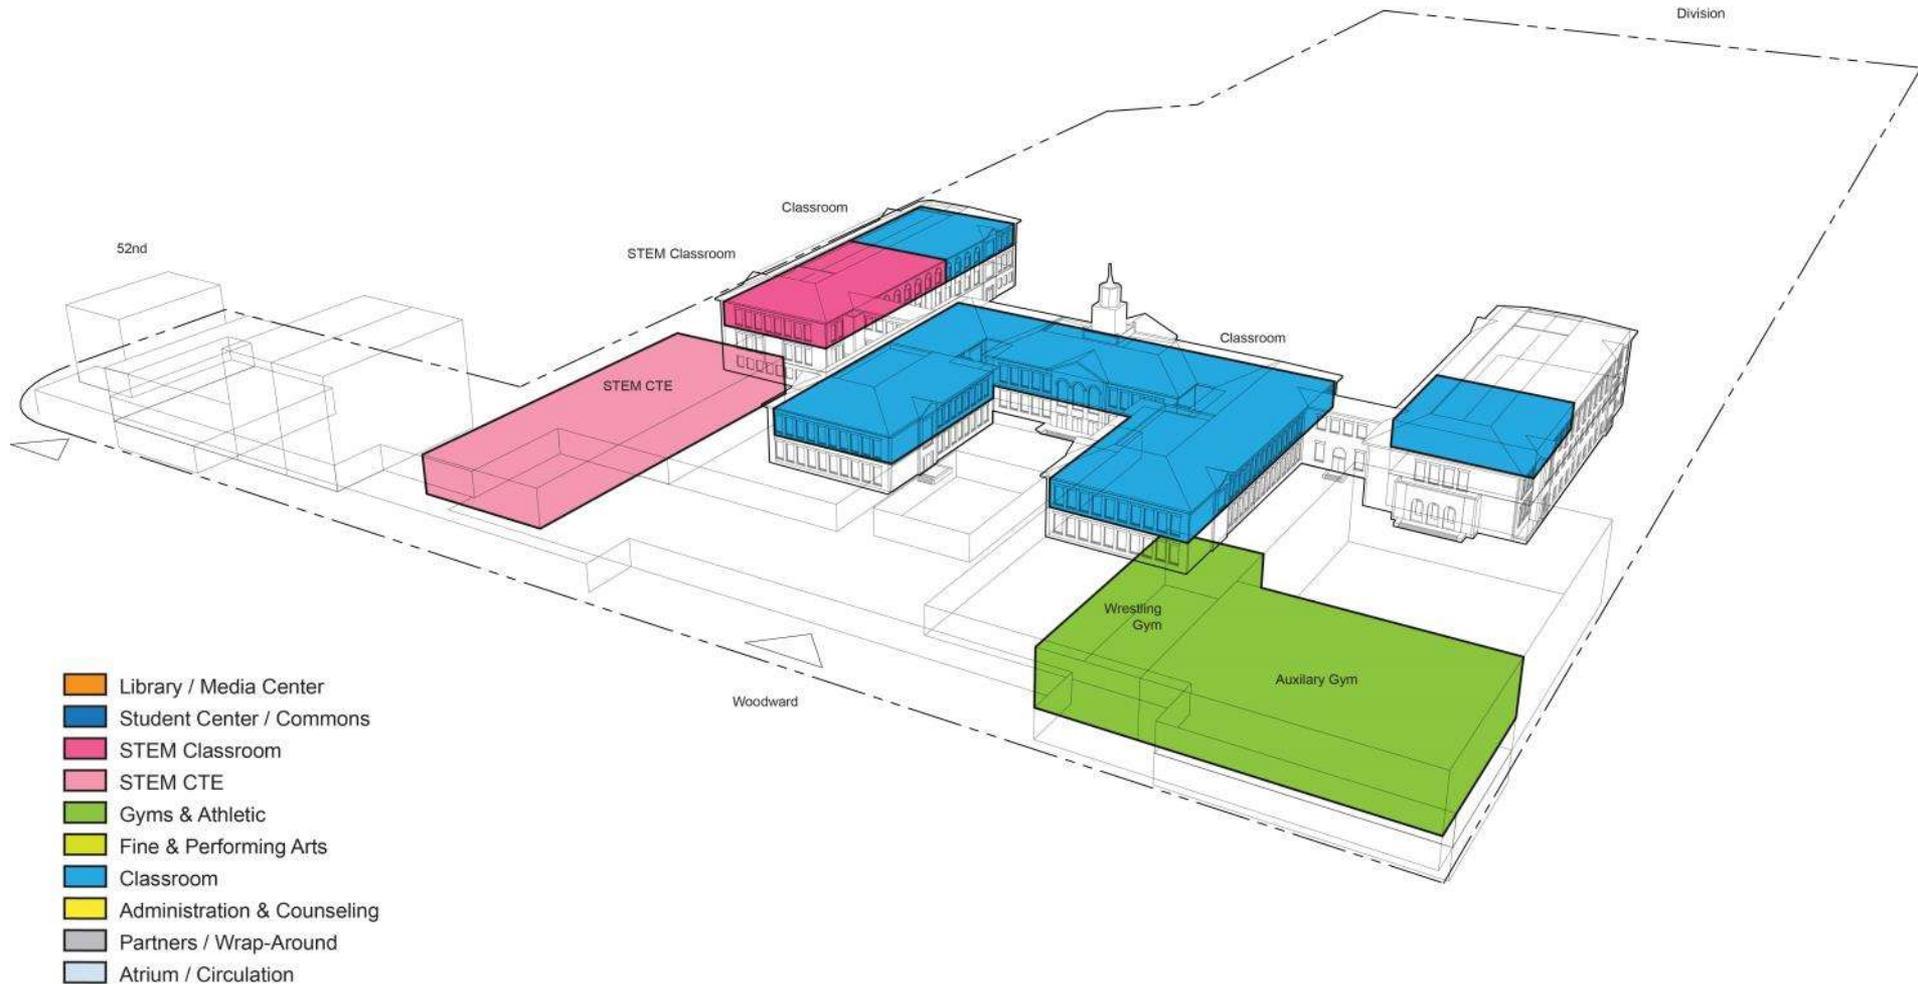 Division
Classroom
52nd
STEM Classroom
Classroom
STEM CTE
Wrestling
Gym
Auxilary Gym
Woodward
Library / Media Center
Student Center / Commons
STEM Classroom
STEM CTE
Gyms & Athletic
Fine & Performing Arts
Classroom
Administration & Counseling
Partners / Wrap-Around
Atrium / Circulation